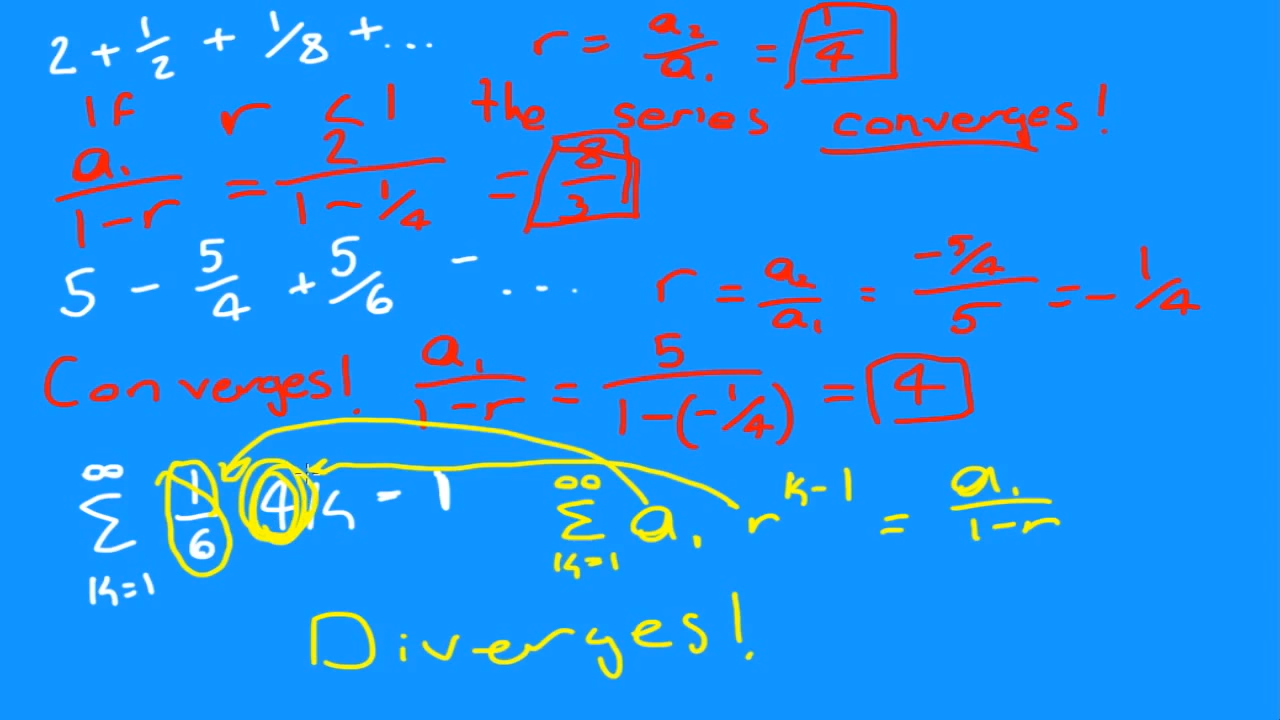 2 + 1/2 + 1/8 + ... r = a₂/a₁ = 1/4
If r < 1 the series converges!
a₁/1-r = 2/1 - 1/4 = 8/3
5 - 5/4 + 5/6 - ... r = a₂/a₁ = -5/4/5 = - 1/4
Converges! a₁/1-r = 5/1-(-1/4) = 4
∞ Σ K=1 1/6 4K-1 ∞ Σ K=1 a₁ r^K-1 = a₁/1-r
Diverges!